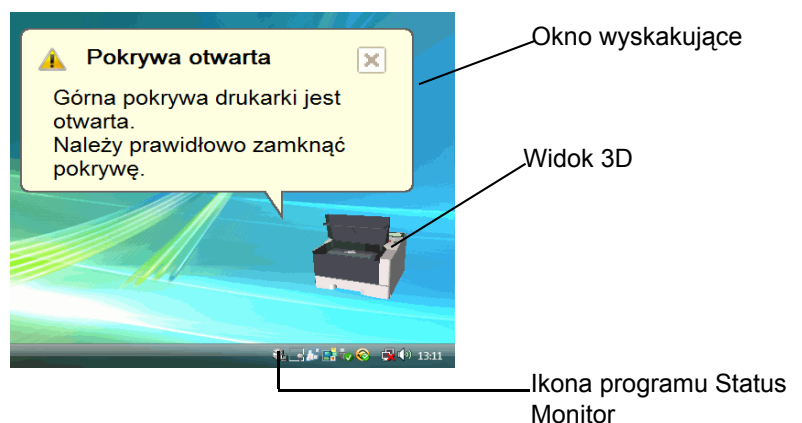 Pokrywa otwarta
Górna pokrywa drukarki jest
otwarta.
Należy prawidłowo zamknąć
pokrywę.
13:11
Okno wyskakujące
Widok 3D
Ikona programu Status
Monitor